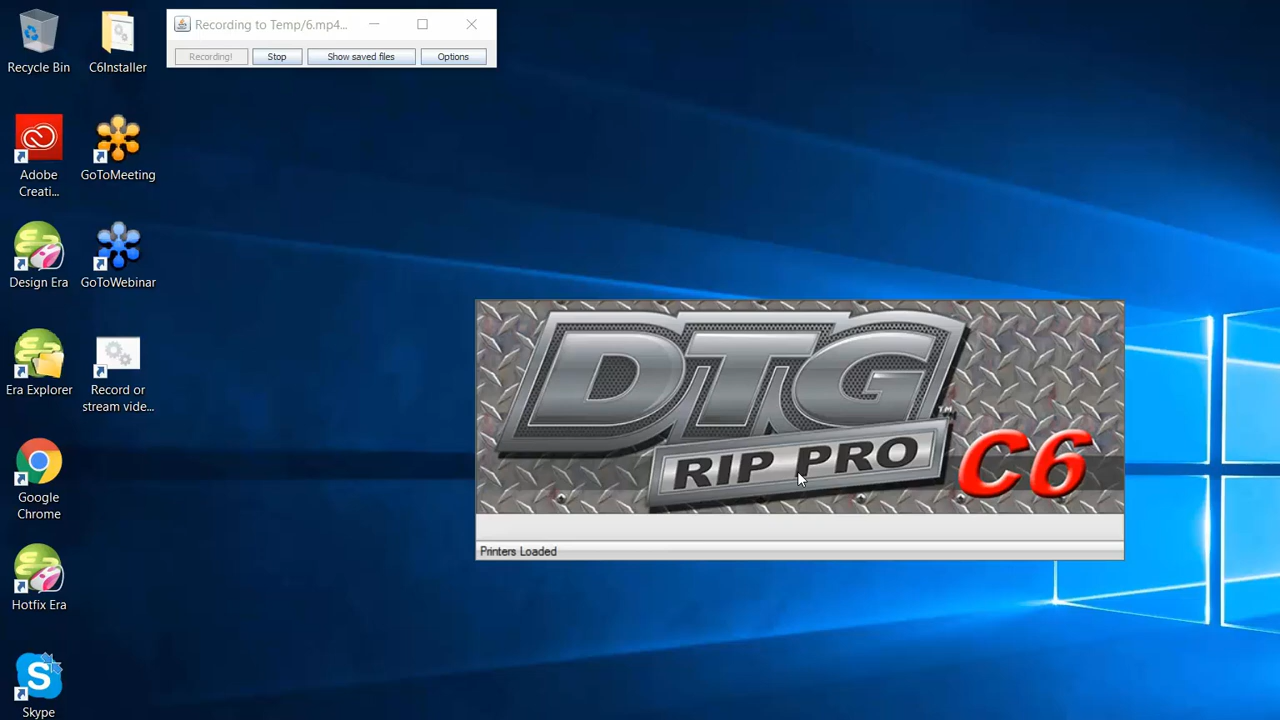 Recording to Temp/6.mp4...
Recording!
Stop
Show saved files
Options
Recycle Bin
C6Installer
Adobe
Creati...
GoToMeeting
Design Era
GoToWebinar
Era Explorer
Record or
stream vide...
Google
Chrome
Hotfix Era
Skype
DTG™
RIP PRO C6
Printers Loaded